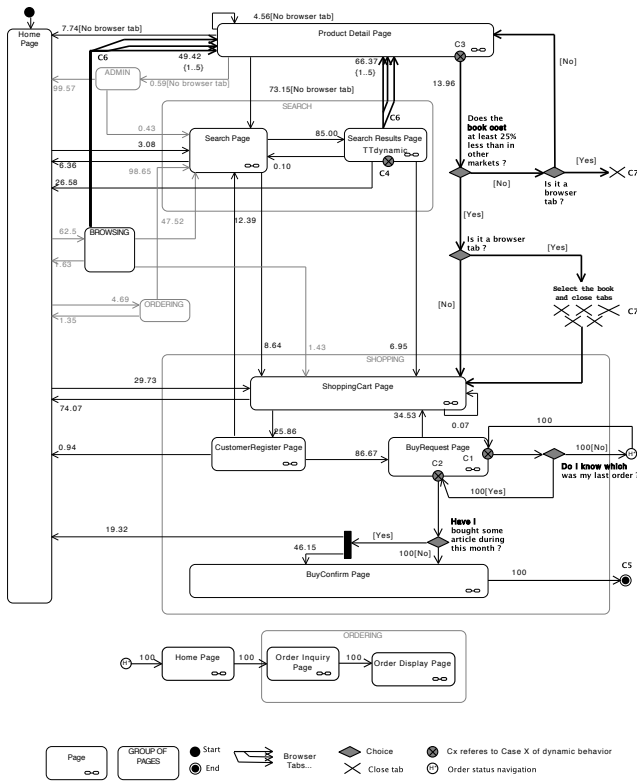 4.56[No browser tab]
Home
Page
7.74[No browser tab]
Product Detail Page
C6
49.42
{1..5}
66.37
{1..5}
C3
[No]
ADMIN
99.57
0.59[No browser tab]
13.96
73.15[No browser tab]
SEARCH
C6
Does the
book cost
at least 25%
less than in
other
markets ?
0.43
Search Page
85.00
Search Results Page
TTdynamic
3.08
6.36
98.65
0.10
C4
[Yes]
C7
26.58
[No]
Is it a
browser
tab ?
12.39
47.52
[Yes]
62.5
BROWSING
Is it a browser
tab ?
[Yes]
1.63
Select the book
and close tabs
4.69
ORDERING
[No]
C7
1.35
8.64
1.43
6.95
SHOPPING
29.73
ShoppingCart Page
74.07
34.53
0.07
100
25.86
0.94
CustomerRegister Page
86.67
BuyRequest Page
C1
100[No]
H*
C2
Do I know which
was my last order ?
100[Yes]
Have I
bought some
article during
this month ?
19.32
[Yes]
46.15
100[No]
C5
BuyConfirm Page
100
ORDERING
H*
100
Home Page
100
Order Inquiry
Page
100
Order Display Page
Page
GROUP OF
PAGES
Start
End
Browser
Tabs...
Choice
Close tab
Cx referes to Case X of dynamic behavior
H*
Order status navigation